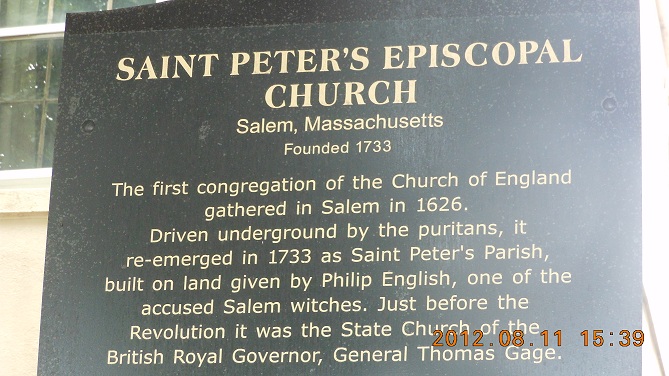 SAINT PETER'S EPISCOPAL
CHURCH
Salem, Massachusetts
Founded 1733
The first congregation of the Church of England
gathered in Salem in 1626.
Driven underground by the puritans, it
re-emerged in 1733 as Saint Peter's Parish,
built on land given by Philip English, one of the
accused Salem witches. Just before the
Revolution it was the State Church of the
British Royal Governor, General Thomas Gage.
2012.08.11 15:39